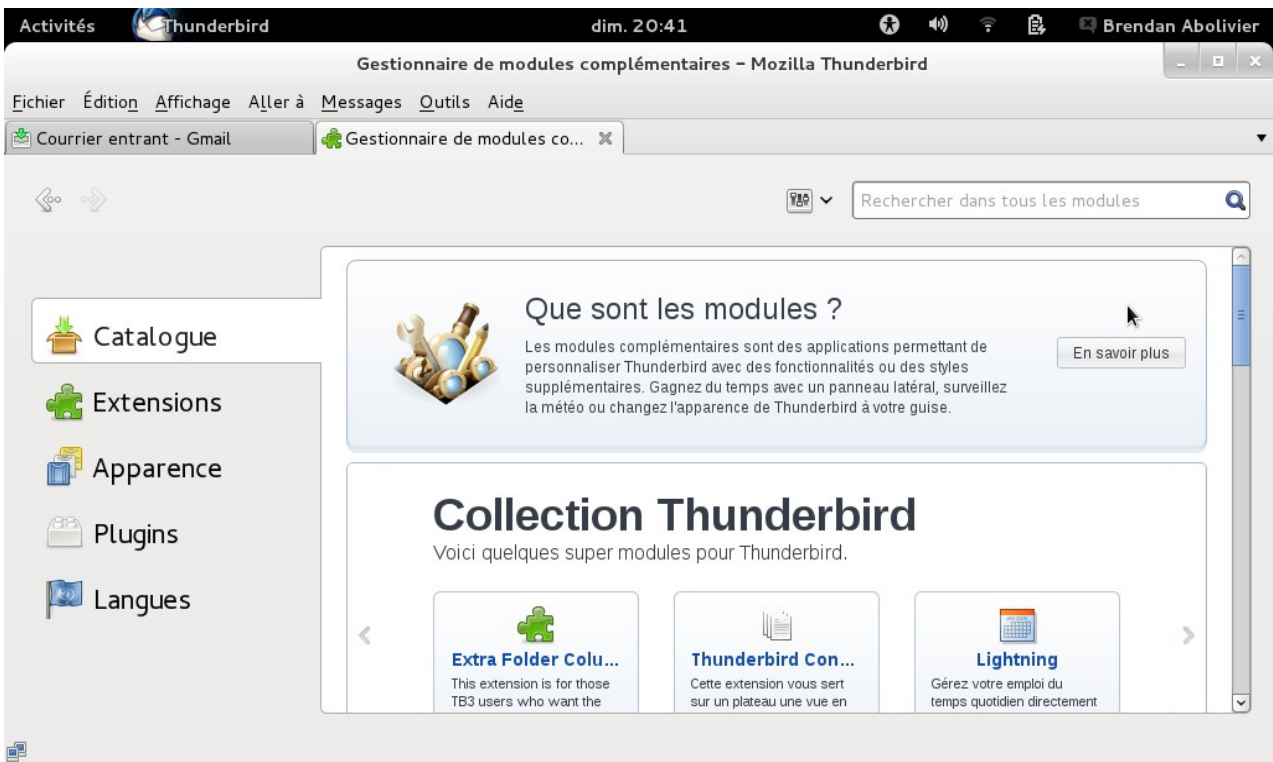 Activités Thunderbird dim. 20:41 Brendan Abolivier
Gestionnaire de modules complémentaires – Mozilla Thunderbird
Fichier Édition Affichage Aller à Messages Outils Aide
Courrier entrant - Gmail Gestionnaire de modules co...
Rechercher dans tous les modules
Catalogue
Extensions
Apparence
Plugins
Langues
Que sont les modules ?
Les modules complémentaires sont des applications permettant de
personnaliser Thunderbird avec des fonctionnalités ou des styles
supplémentaires. Gagnez du temps avec un panneau latéral, surveillez
la météo ou changez l'apparence de Thunderbird à votre guise.
En savoir plus
Collection Thunderbird
Voici quelques super modules pour Thunderbird.
Extra Folder Colu...
This extension is for those
TB3 users who want the
Thunderbird Con...
Cette extension vous sert
sur un plateau une vue en
Lightning
Gérez votre emploi du
temps quotidien directement